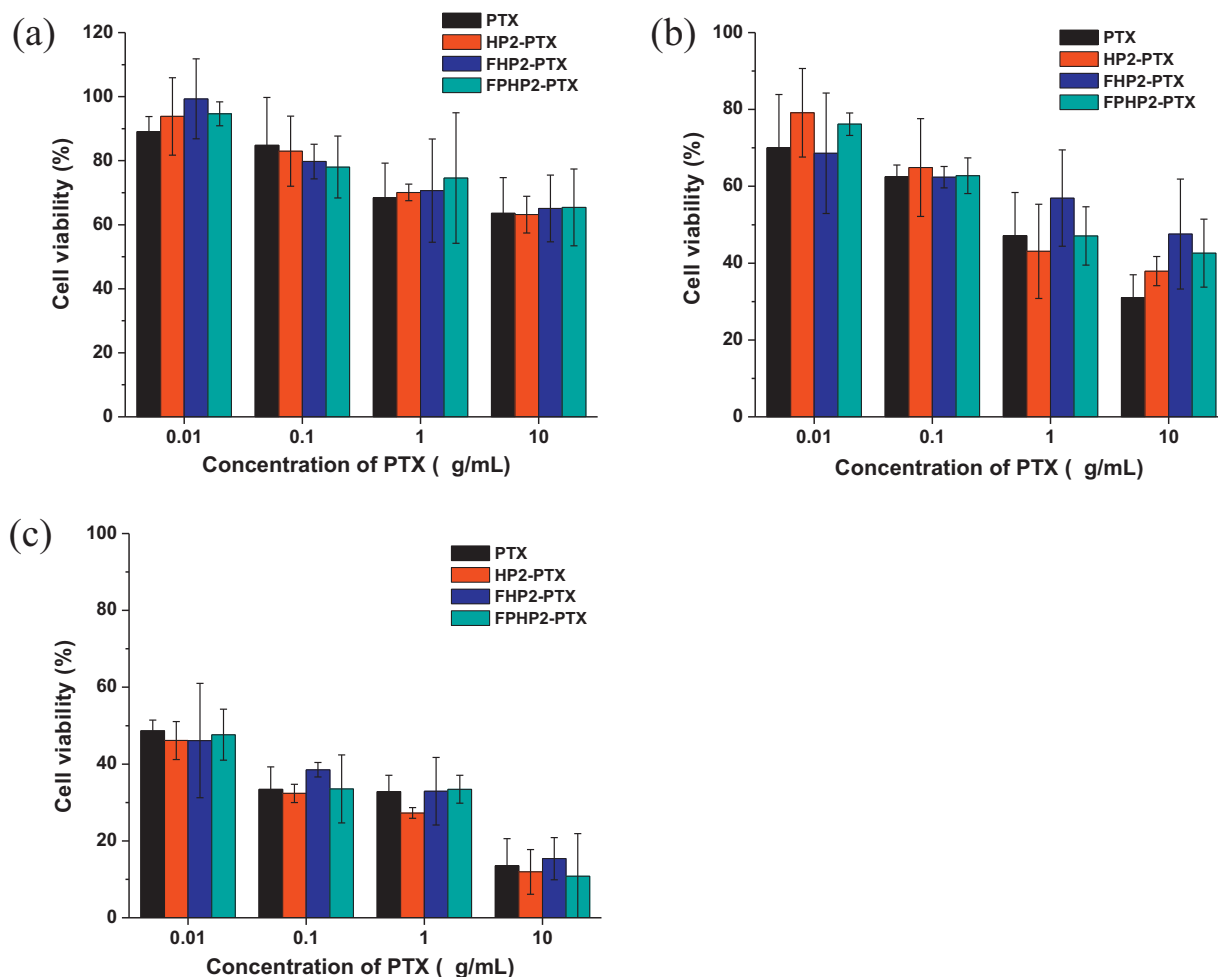 (a)
PTX
HP2-PTX
FHP2-PTX
FPHP2-PTX
120
100
80
60
40
20
0
Cell viability (%)
0.01 0.1 1 10
Concentration of PTX ( g/mL)
(b)
PTX
HP2-PTX
FHP2-PTX
FPHP2-PTX
100
80
60
40
20
0
Cell viability (%)
0.01 0.1 1 10
Concentration of PTX ( g/mL)
(c)
PTX
HP2-PTX
FHP2-PTX
FPHP2-PTX
100
80
60
40
20
0
Cell viability (%)
0.01 0.1 1 10
Concentration of PTX ( g/mL)